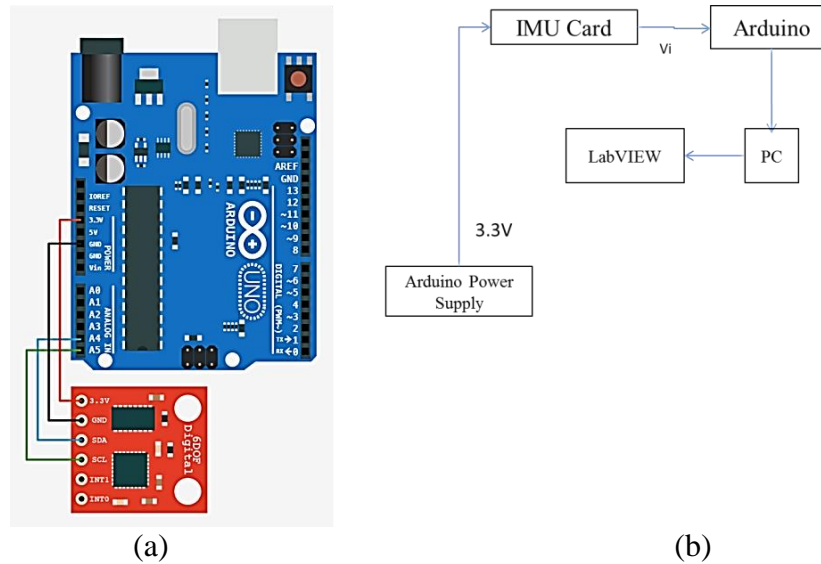 AREF
GND
13
12
~11
~10
~9
8
7
~6
~5
4
~3
2
TX→1
RX←0
DIGITAL (PWM~)
ARDUINO
UNO
IOREF
RESET
3.3V
5V
GND
GND
Vin
POWER
A0
A1
A2
A3
A4
A5
ANALOG IN
3.3V
GND
SDA
SCL
INT1
INT0
6DOF
Digital
(a)
IMU Card
Vi
Arduino
LabVIEW
PC
3.3V
Arduino Power
Supply
(b)